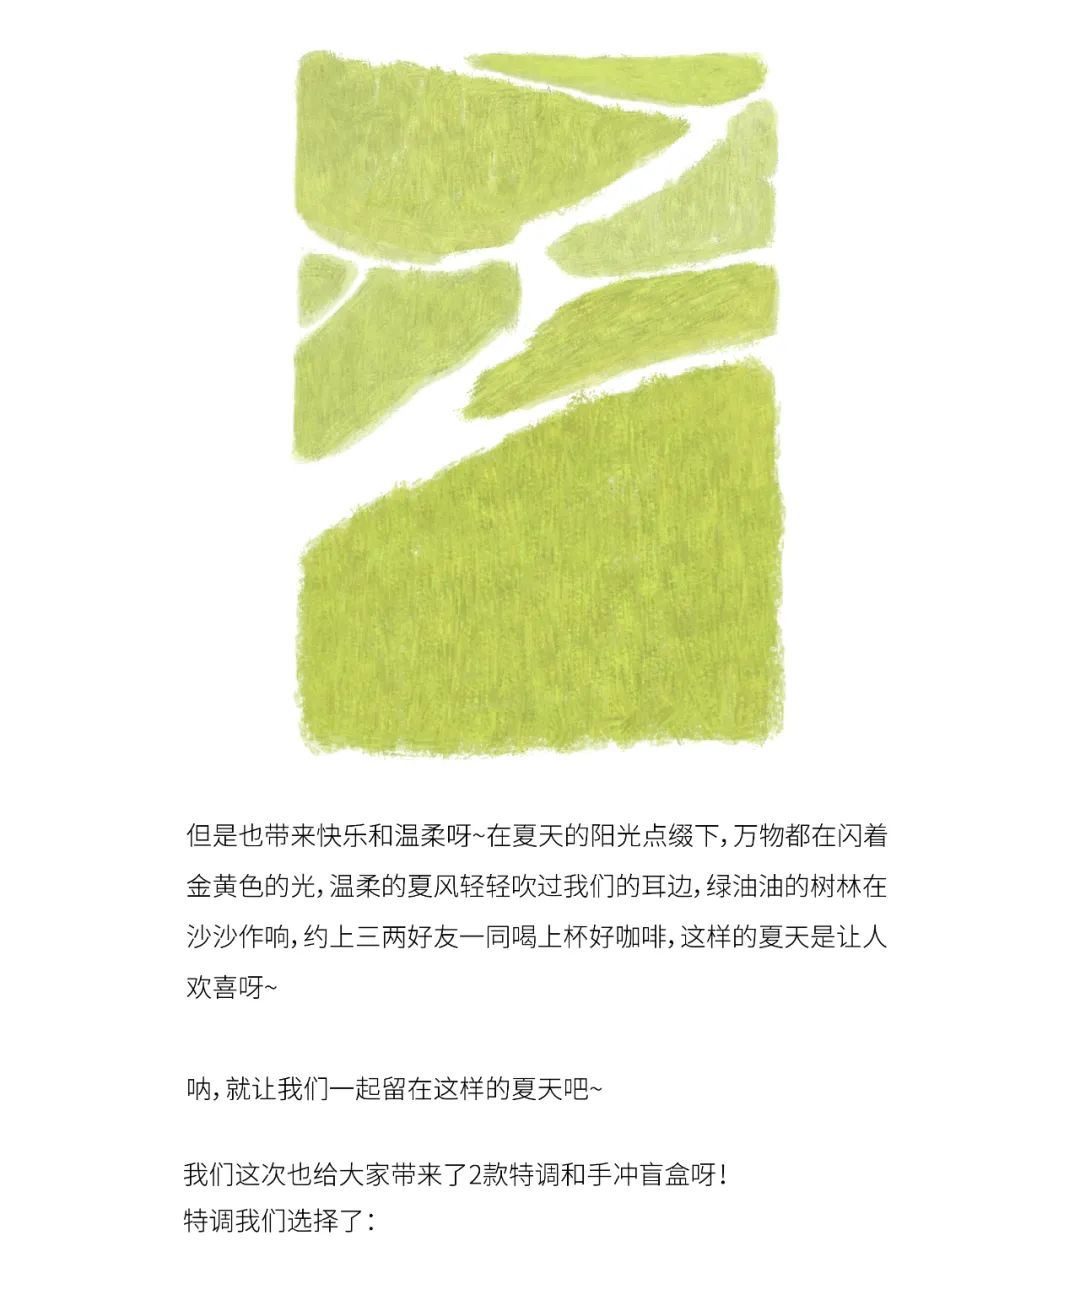 但是也带来快乐和温柔呀~在夏天的阳光点缀下，万物都在闪着
金黄色的光，温柔的夏风轻轻吹过我们的耳边，绿油油的树林在
沙沙作响，约上三两好友一同喝上杯好咖啡，这样的夏天是让人
欢喜呀~
呐，就让我们一起留在这样的夏天吧~
我们这次也给大家带来了2款特调和手冲盲盒呀！
特调我们选择了：